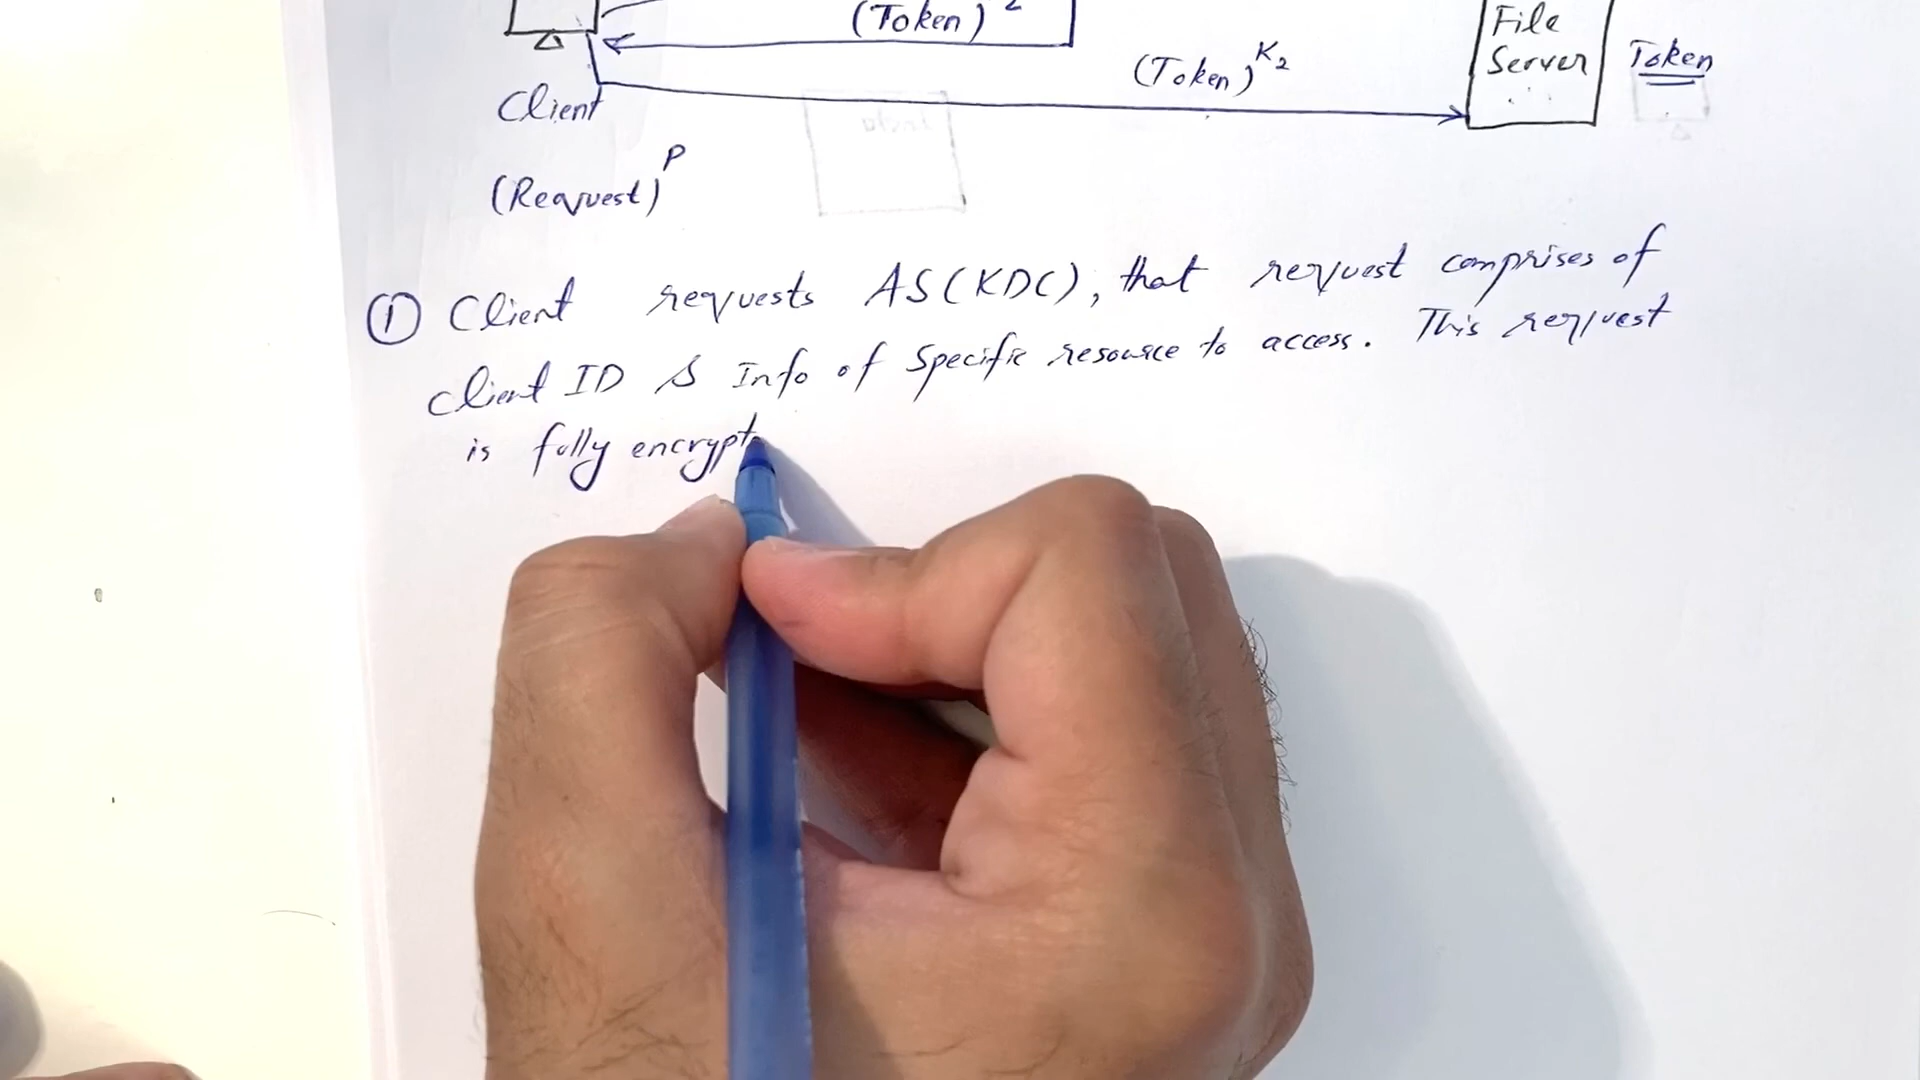 (Token) 2
File
Server
Token
(Token)K2
Client
(Request)P
① Client requests AS(KDC), that request comprises of
client ID & Info of Specific resource to access. This request
is fully encrypt